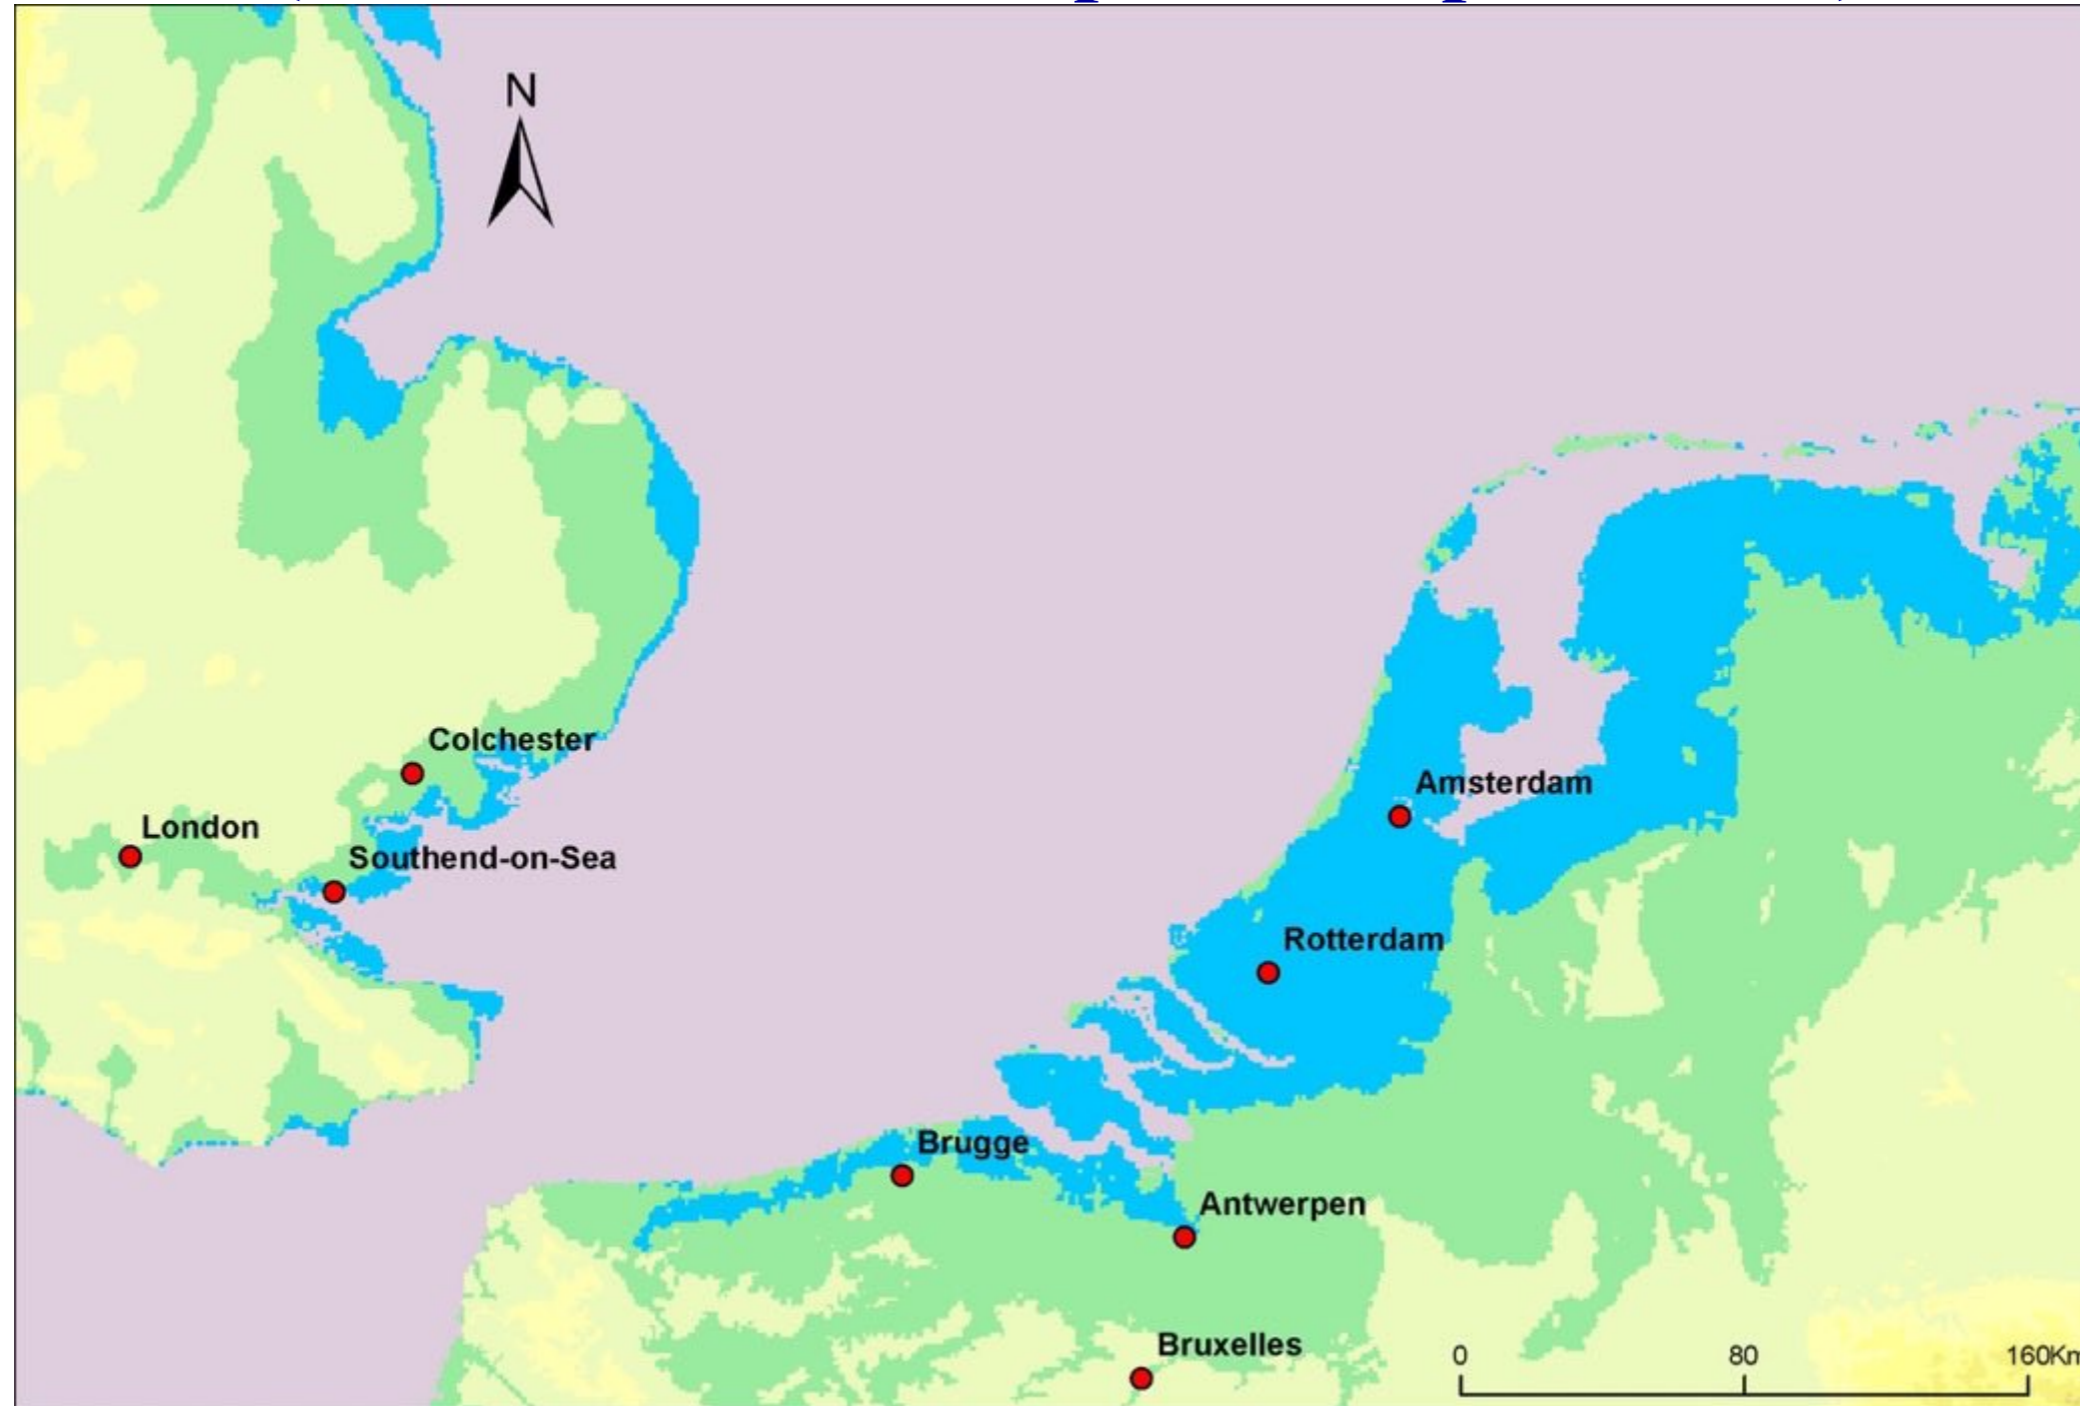 N
Colchester
London
Southend-on-Sea
Amsterdam
Rotterdam
Brugge
Antwerpen
Bruxelles
0 80 160Km